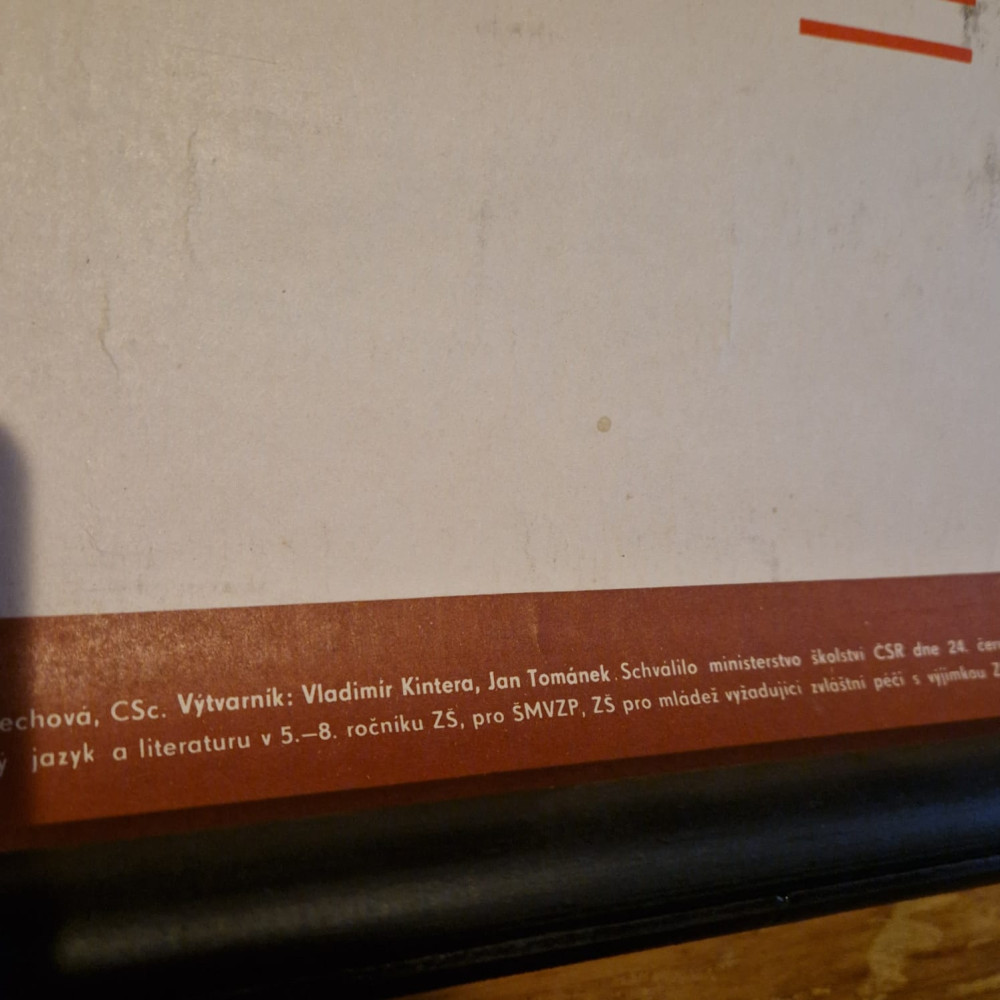 echová, CSc. Výtvarník: Vladimír Kintera, Jan Tománek. Schválilo ministerstvo školství ČSR dne 24. čer
ý jazyk a literaturu v 5.–8. ročníku ZŠ, pro ŠMVZP, ZŠ pro mládež vyžadující zvláštní péči s výjimkou Z